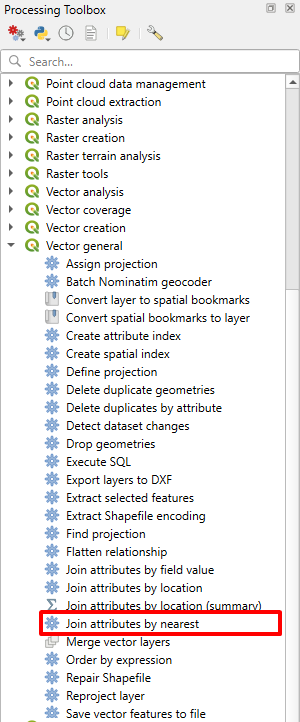 Processing Toolbox
Search...
Point cloud data management
Point cloud extraction
Raster analysis
Raster creation
Raster terrain analysis
Raster tools
Vector analysis
Vector coverage
Vector creation
Vector general
Assign projection
Batch Nominatim geocoder
Convert layer to spatial bookmarks
Convert spatial bookmarks to layer
Create attribute index
Create spatial index
Define projection
Delete duplicate geometries
Delete duplicates by attribute
Detect dataset changes
Drop geometries
Execute SQL
Export layers to DXF
Extract selected features
Extract Shapefile encoding
Find projection
Flatten relationship
Join attributes by field value
Join attributes by location
Join attributes by location (summary)
Join attributes by nearest
Merge vector layers
Order by expression
Repair Shapefile
Reproject layer
Save vector features to file